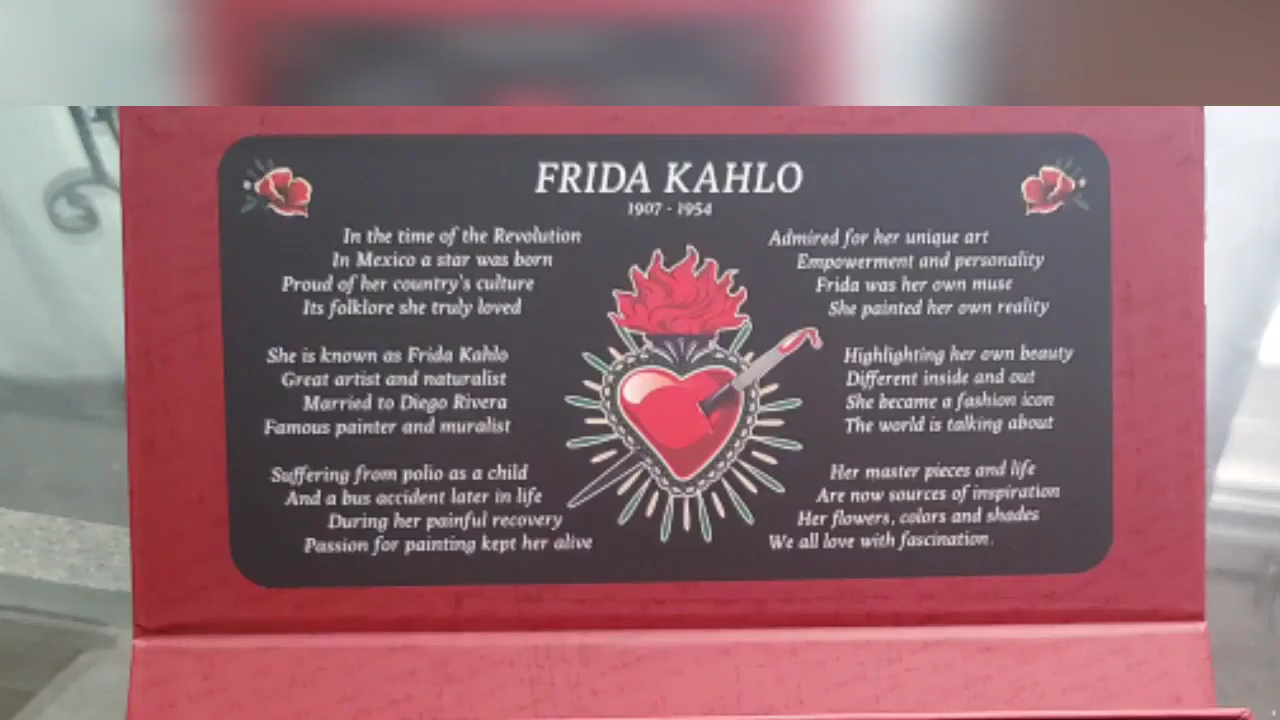 FRIDA KAHLO
1907 - 1954
In the time of the Revolution
In Mexico a star was born
Proud of her country's culture
Its folklore she truly loved
She is known as Frida Kahlo
Great artist and naturalist
Married to Diego Rivera
Famous painter and muralist
Suffering from polio as a child
And a bus accident later in life
During her painful recovery
Passion for painting kept her alive
Admired for her unique art
Empowerment and personality
Frida was her own muse
She painted her own reality
Highlighting her own beauty
Different inside and out
She became a fashion icon
The world is talking about
Her master pieces and life
Are now sources of inspiration
Her flowers, colors and shades
We all love with fascination.